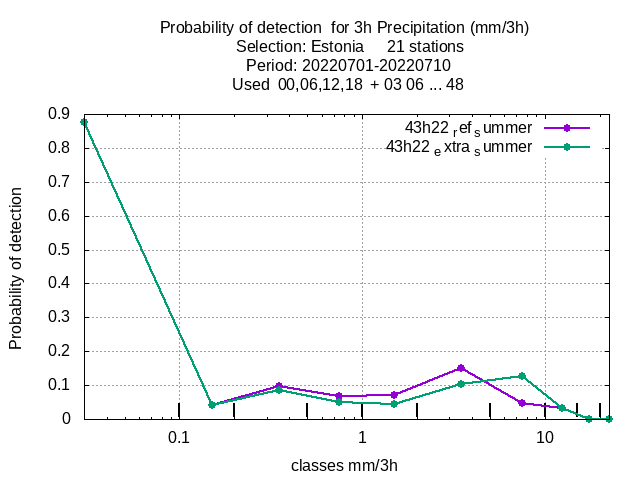 Probability of detection  for 3h Precipitation (mm/3h)
Selection: Estonia     21 stations
Period: 20220701-20220710
Used  00,06,12,18  + 03 06 ... 48
43h22 ref summer
43h22 extra summer
Probability of detection
0.9
0.8
0.7
0.6
0.5
0.4
0.3
0.2
0.1
0
0.1 1 10
classes mm/3h